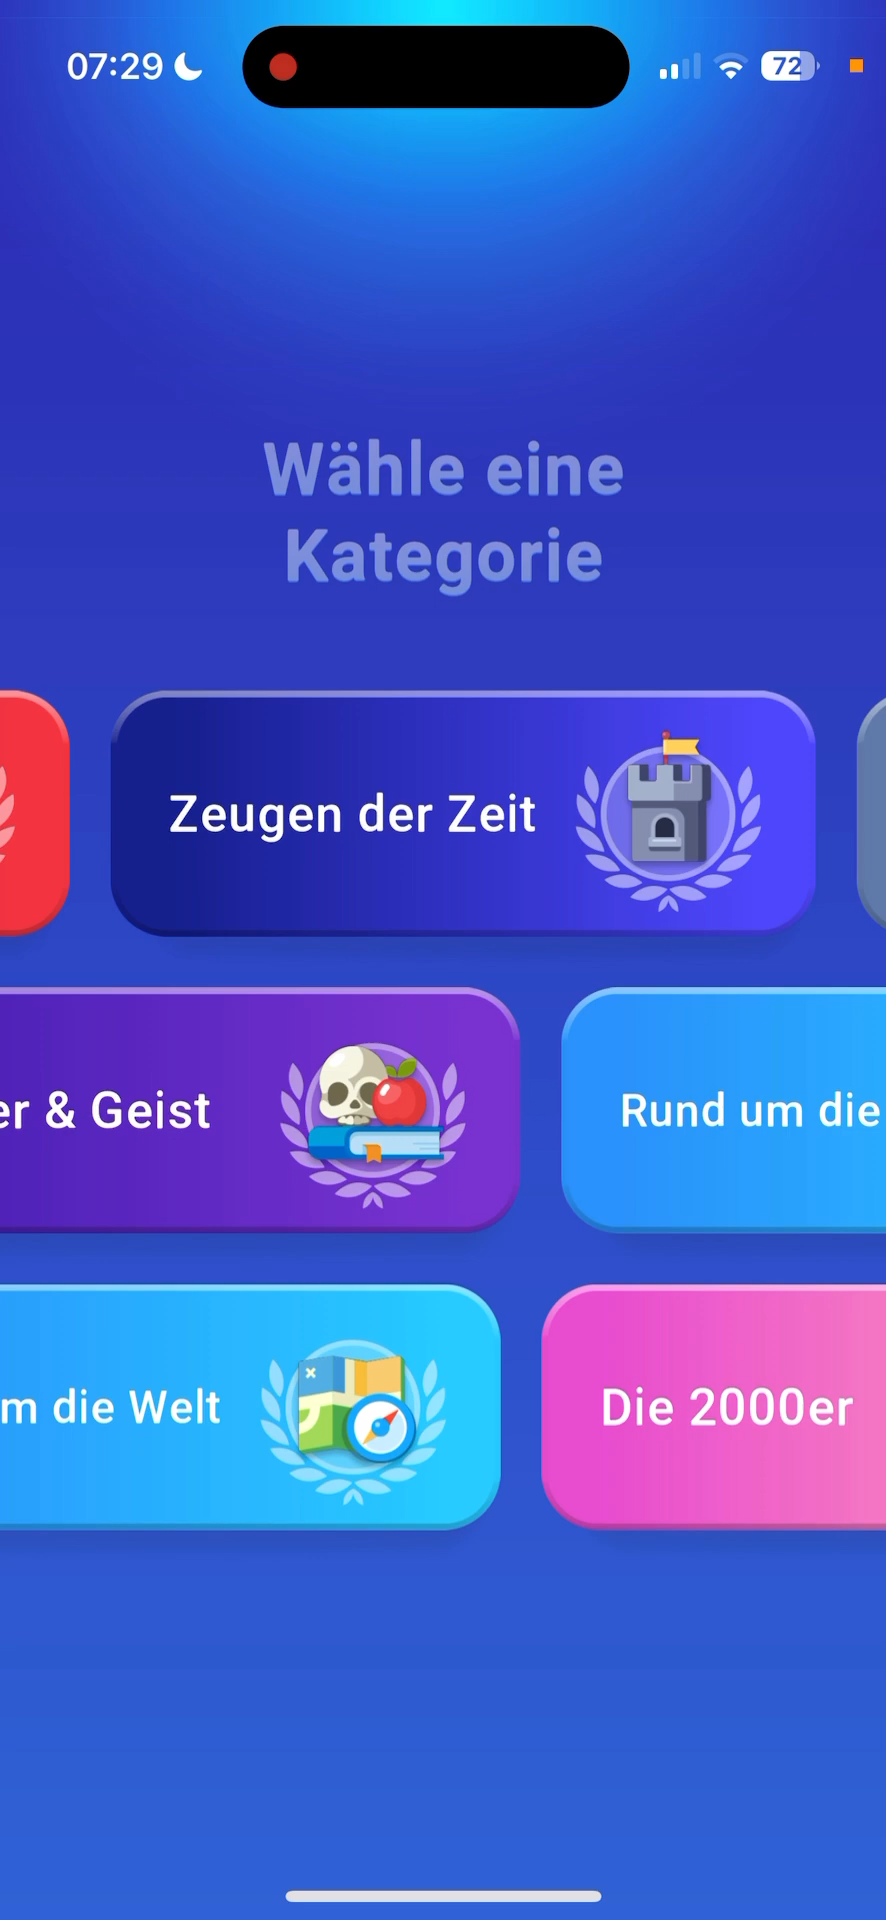 07:29
72
Wähle eine
Kategorie
Zeugen der Zeit
er & Geist
Rund um die
m die Welt
Die 2000er